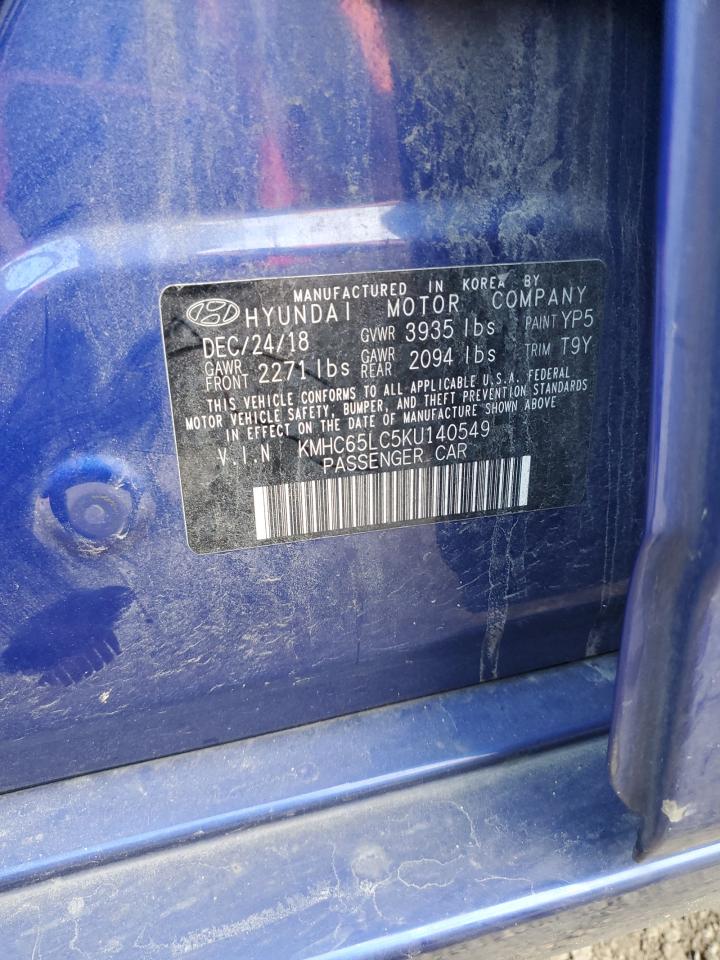 MANUFACTURED IN KOREA BY
HYUNDAI MOTOR COMPANY
DEC/24/18 GVWR 3935 lbs PAINT YP5
GAWR FRONT 2271 lbs GAWR REAR 2094 lbs TRIM T9Y
THIS VEHICLE CONFORMS TO ALL APPLICABLE U.S.A. FEDERAL
MOTOR VEHICLE SAFETY, BUMPER, AND THEFT PREVENTION STANDARDS
IN EFFECT ON THE DATE OF MANUFACTURE SHOWN ABOVE
V.I.N KMHC65LC5KU140549
PASSENGER CAR